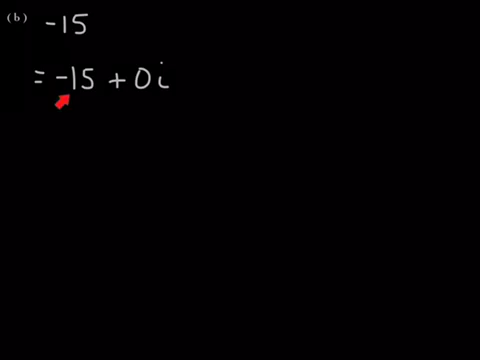 (b) -15
= -15 + 0i